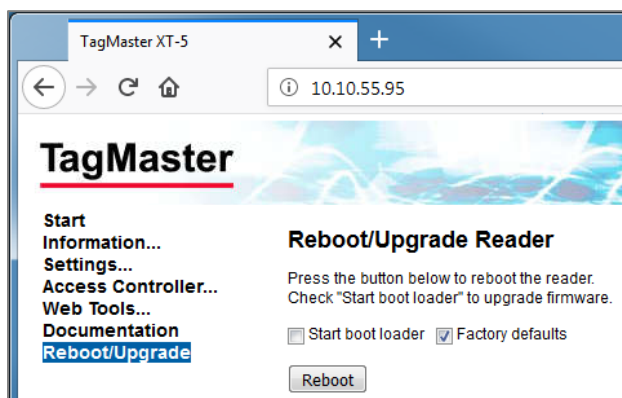 TagMaster XT-5
10.10.55.95
TagMaster
Start
Information...
Settings...
Access Controller...
Web Tools...
Documentation
Reboot/Upgrade
Reboot/Upgrade Reader
Press the button below to reboot the reader.
Check "Start boot loader" to upgrade firmware.
Start boot loader Factory defaults
Reboot